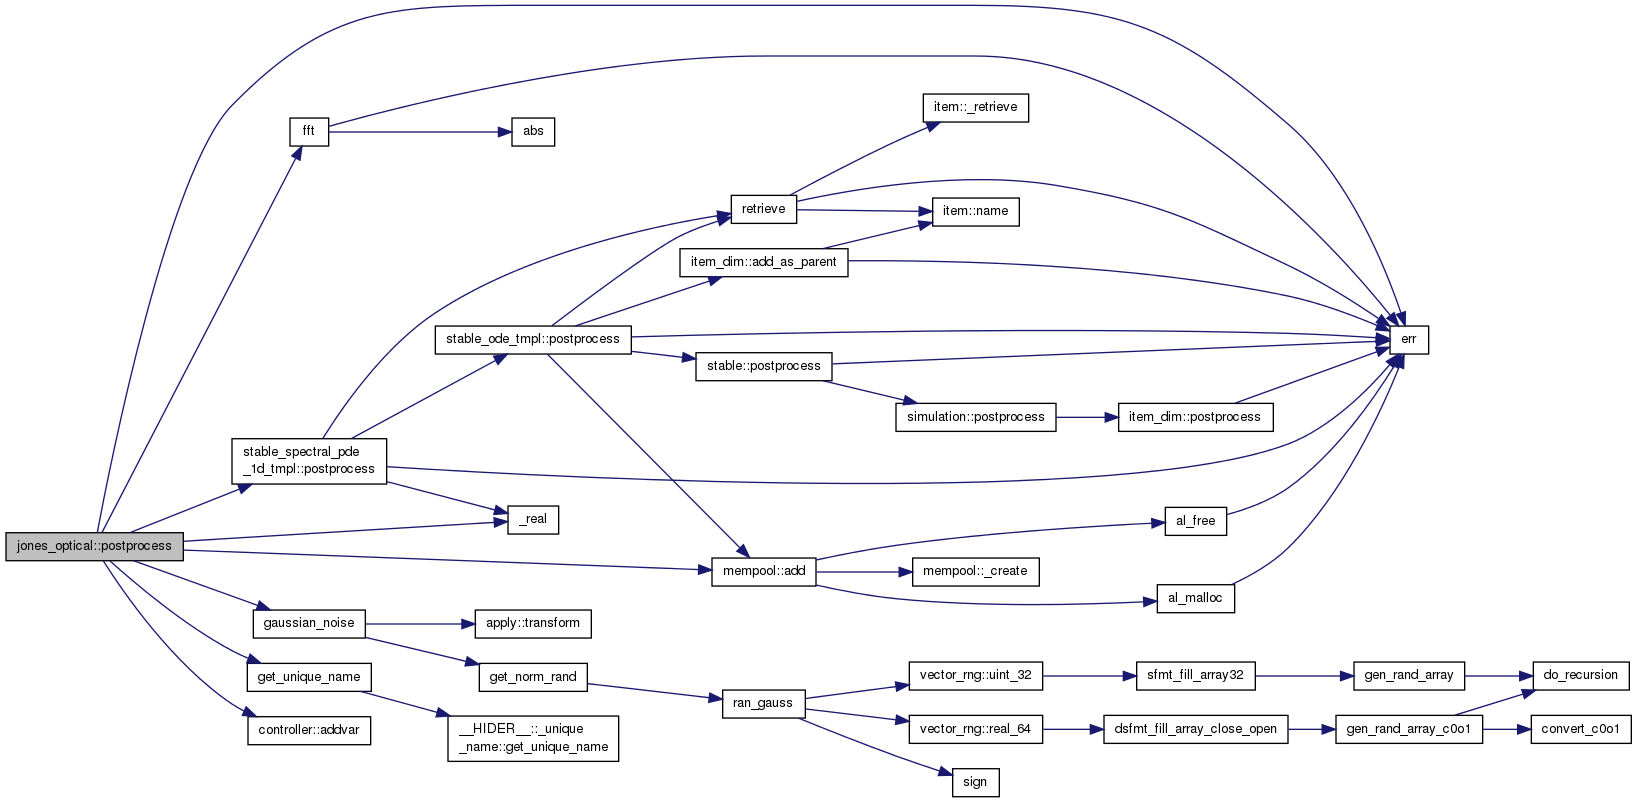 item::_retrieve
fft
abs
retrieve
item::name
item_dim::add_as_parent
stable_ode_tmpl::postprocess
err
stable::postprocess
simulation::postprocess
item_dim::postprocess
stable_spectral_pde
_1d_tmpl::postprocess
_real
al_free
jones_optical::postprocess
mempool::add
mempool::_create
al_malloc
gaussian_noise
apply::transform
get_unique_name
get_norm_rand
vector_rng::uint_32
sfmt_fill_array32
gen_rand_array
do_recursion
ran_gauss
controller::addvar
__HIDER__::_unique
_name::get_unique_name
vector_rng::real_64
dsfmt_fill_array_close_open
gen_rand_array_c0o1
convert_c0o1
sign